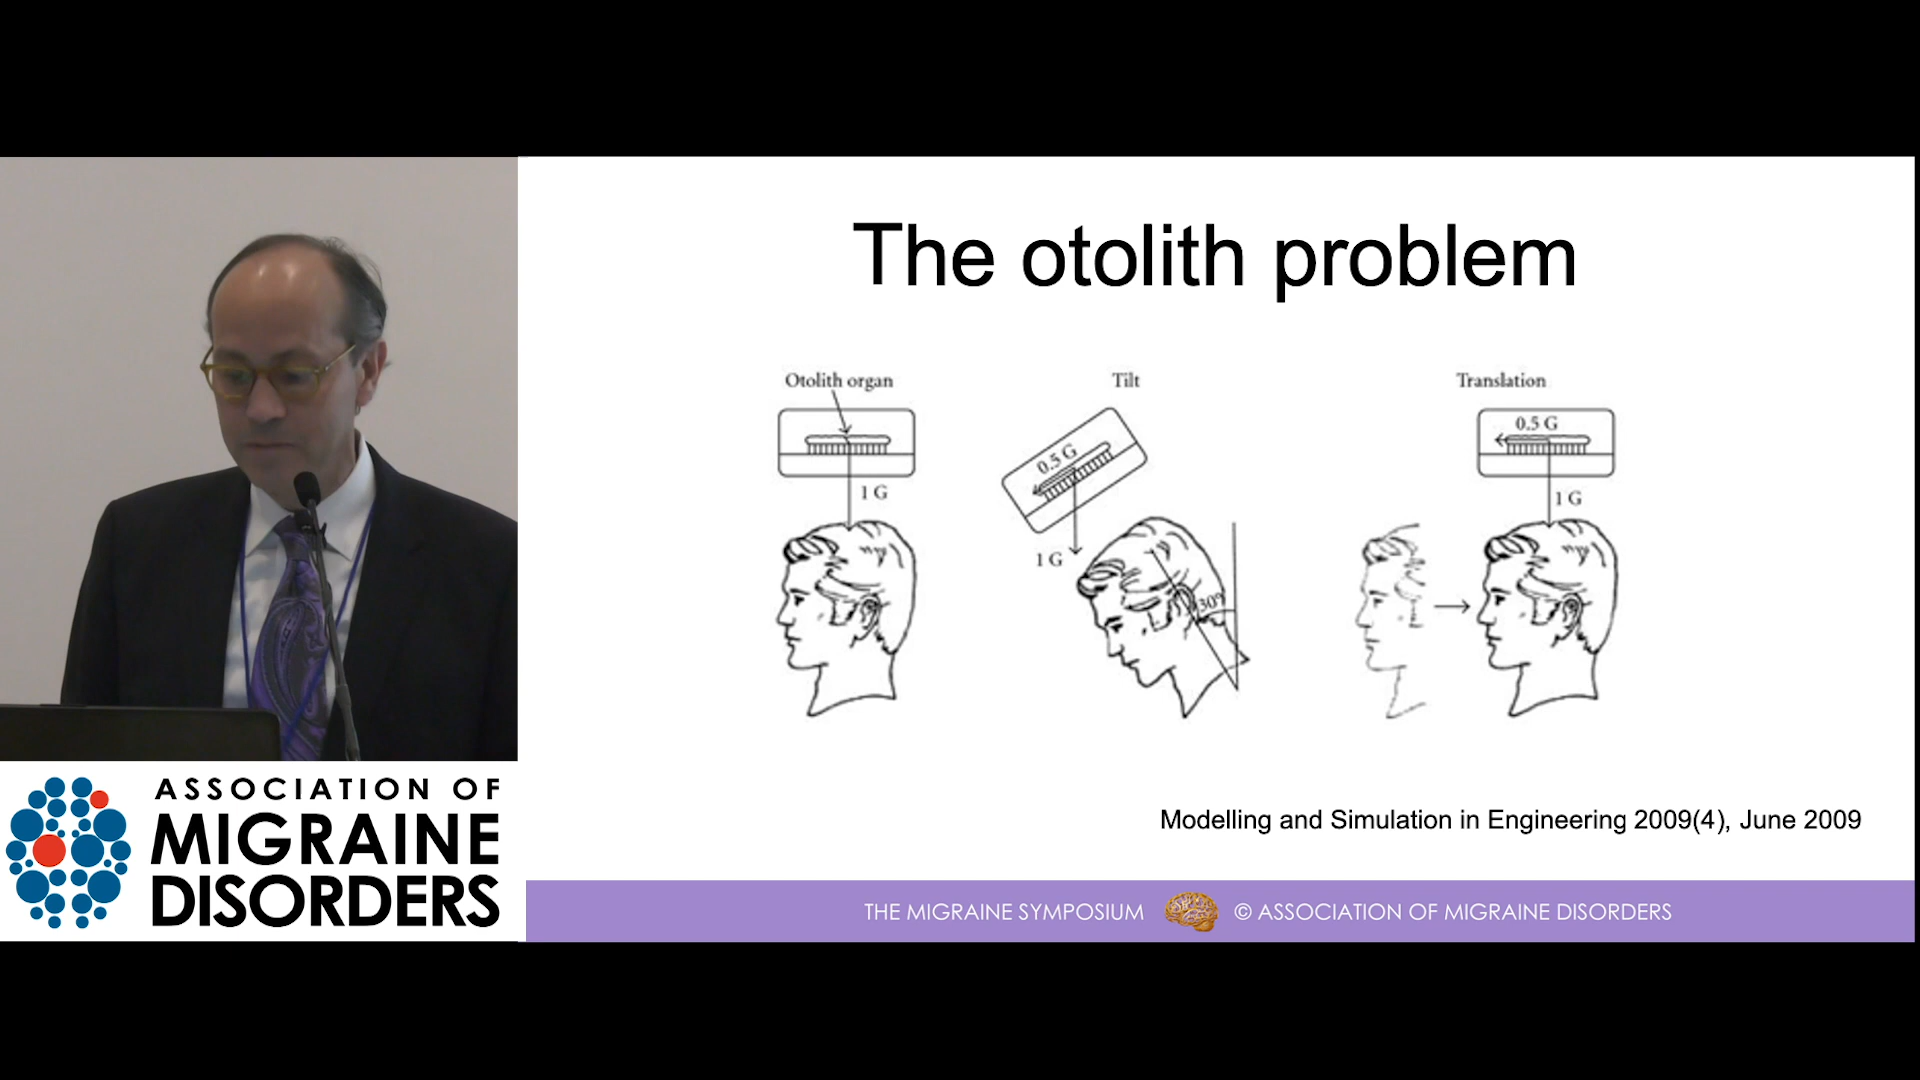 The otolith problem
Otolith organ
1 G
Tilt
0.5 G
1 G
30°
Translation
0.5 G
1 G
Modelling and Simulation in Engineering 2009(4), June 2009
THE MIGRAINE SYMPOSIUM © ASSOCIATION OF MIGRAINE DISORDERS
ASSOCIATION OF
MIGRAINE
DISORDERS